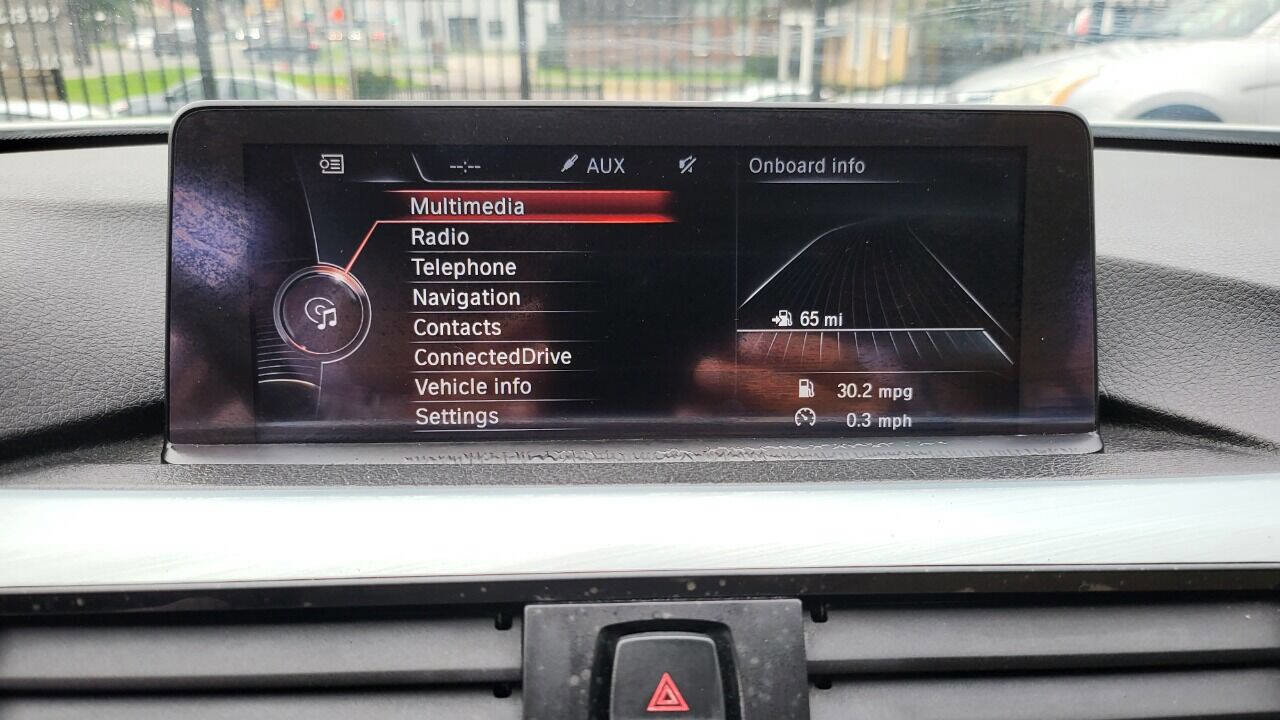 --:-- AUX Onboard info
Multimedia
Radio
Telephone
Navigation
Contacts
ConnectedDrive
Vehicle info
Settings
65 mi
30.2 mpg
0.3 mph